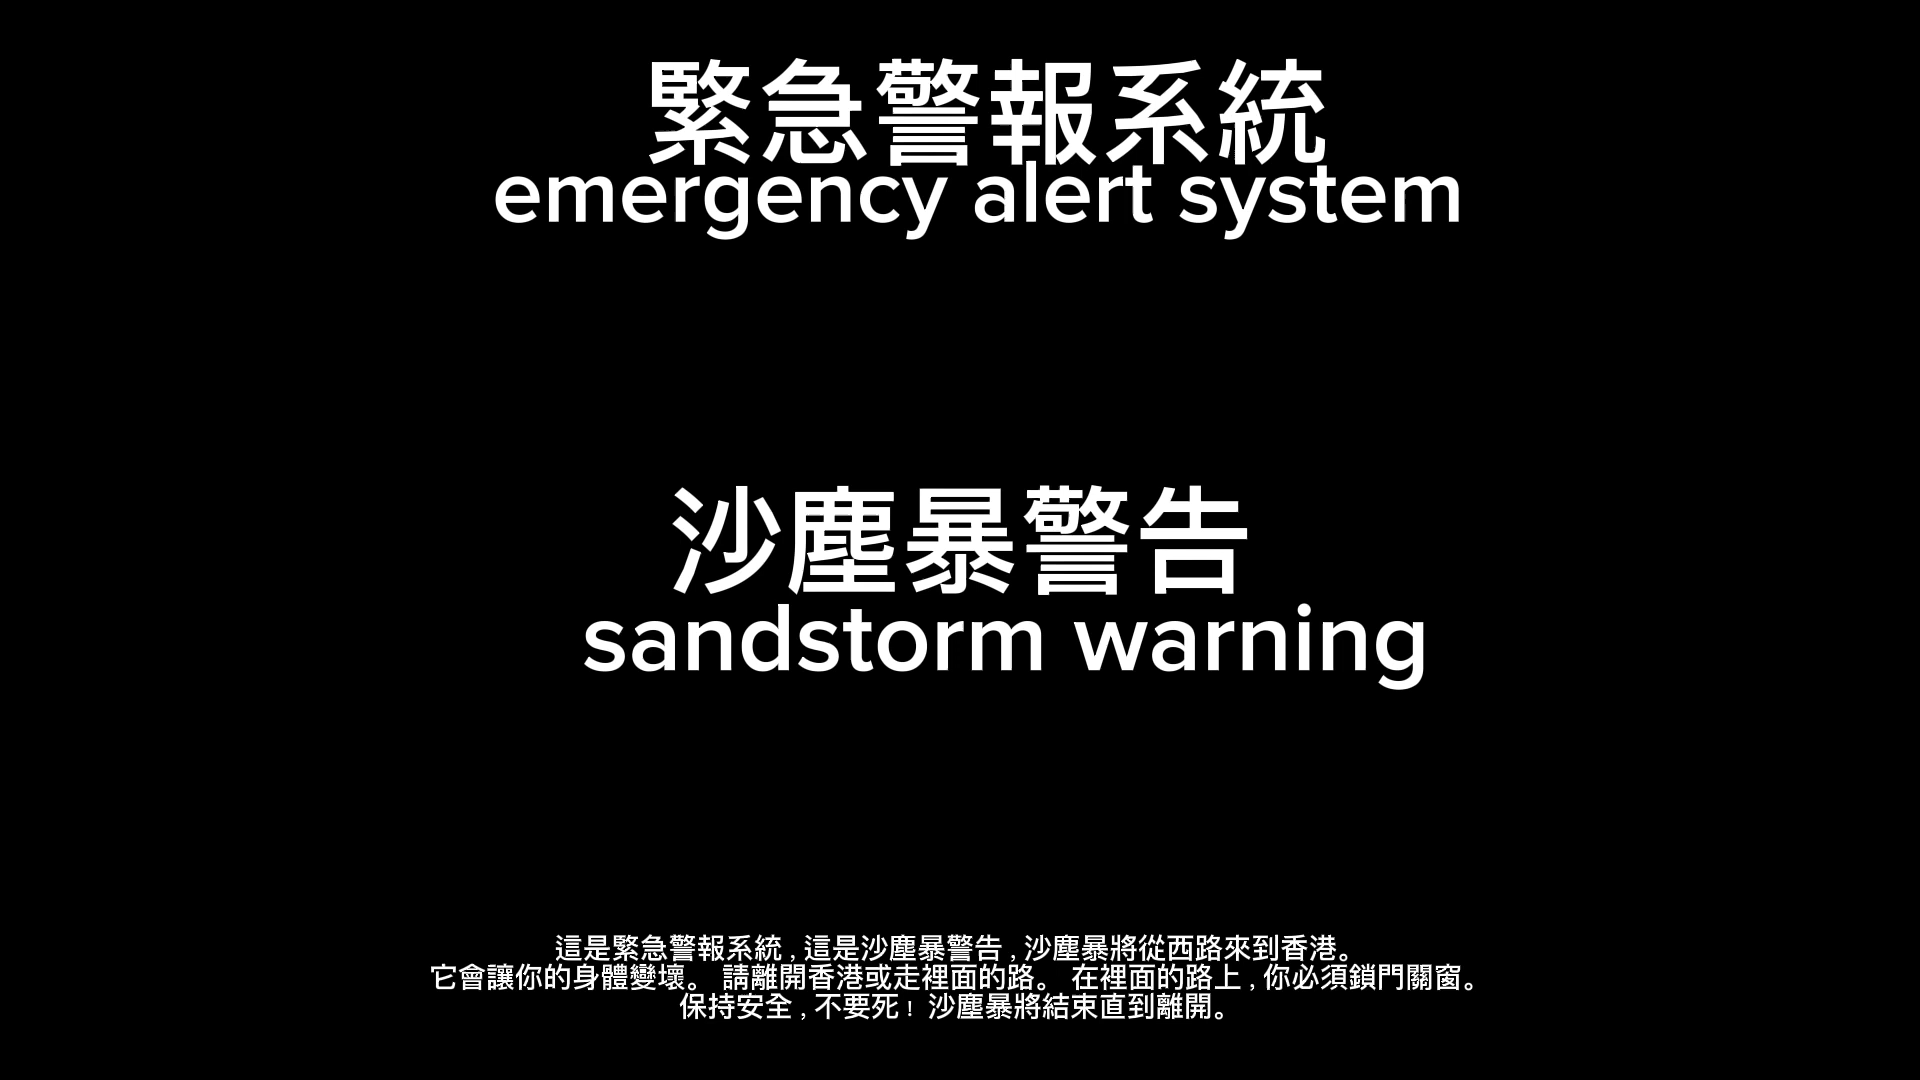 緊急警報系統
emergency alert system
沙塵暴警告
sandstorm warning
這是緊急警報系統 , 這是沙塵暴警告 , 沙塵暴將從西路來到香港。
它會讓你的身體變壞。 請離開香港或走裡面的路。 在裡面的路上 , 你必須鎖門關窗。
保持安全 , 不要死 ! 沙塵暴將結束直到離開。